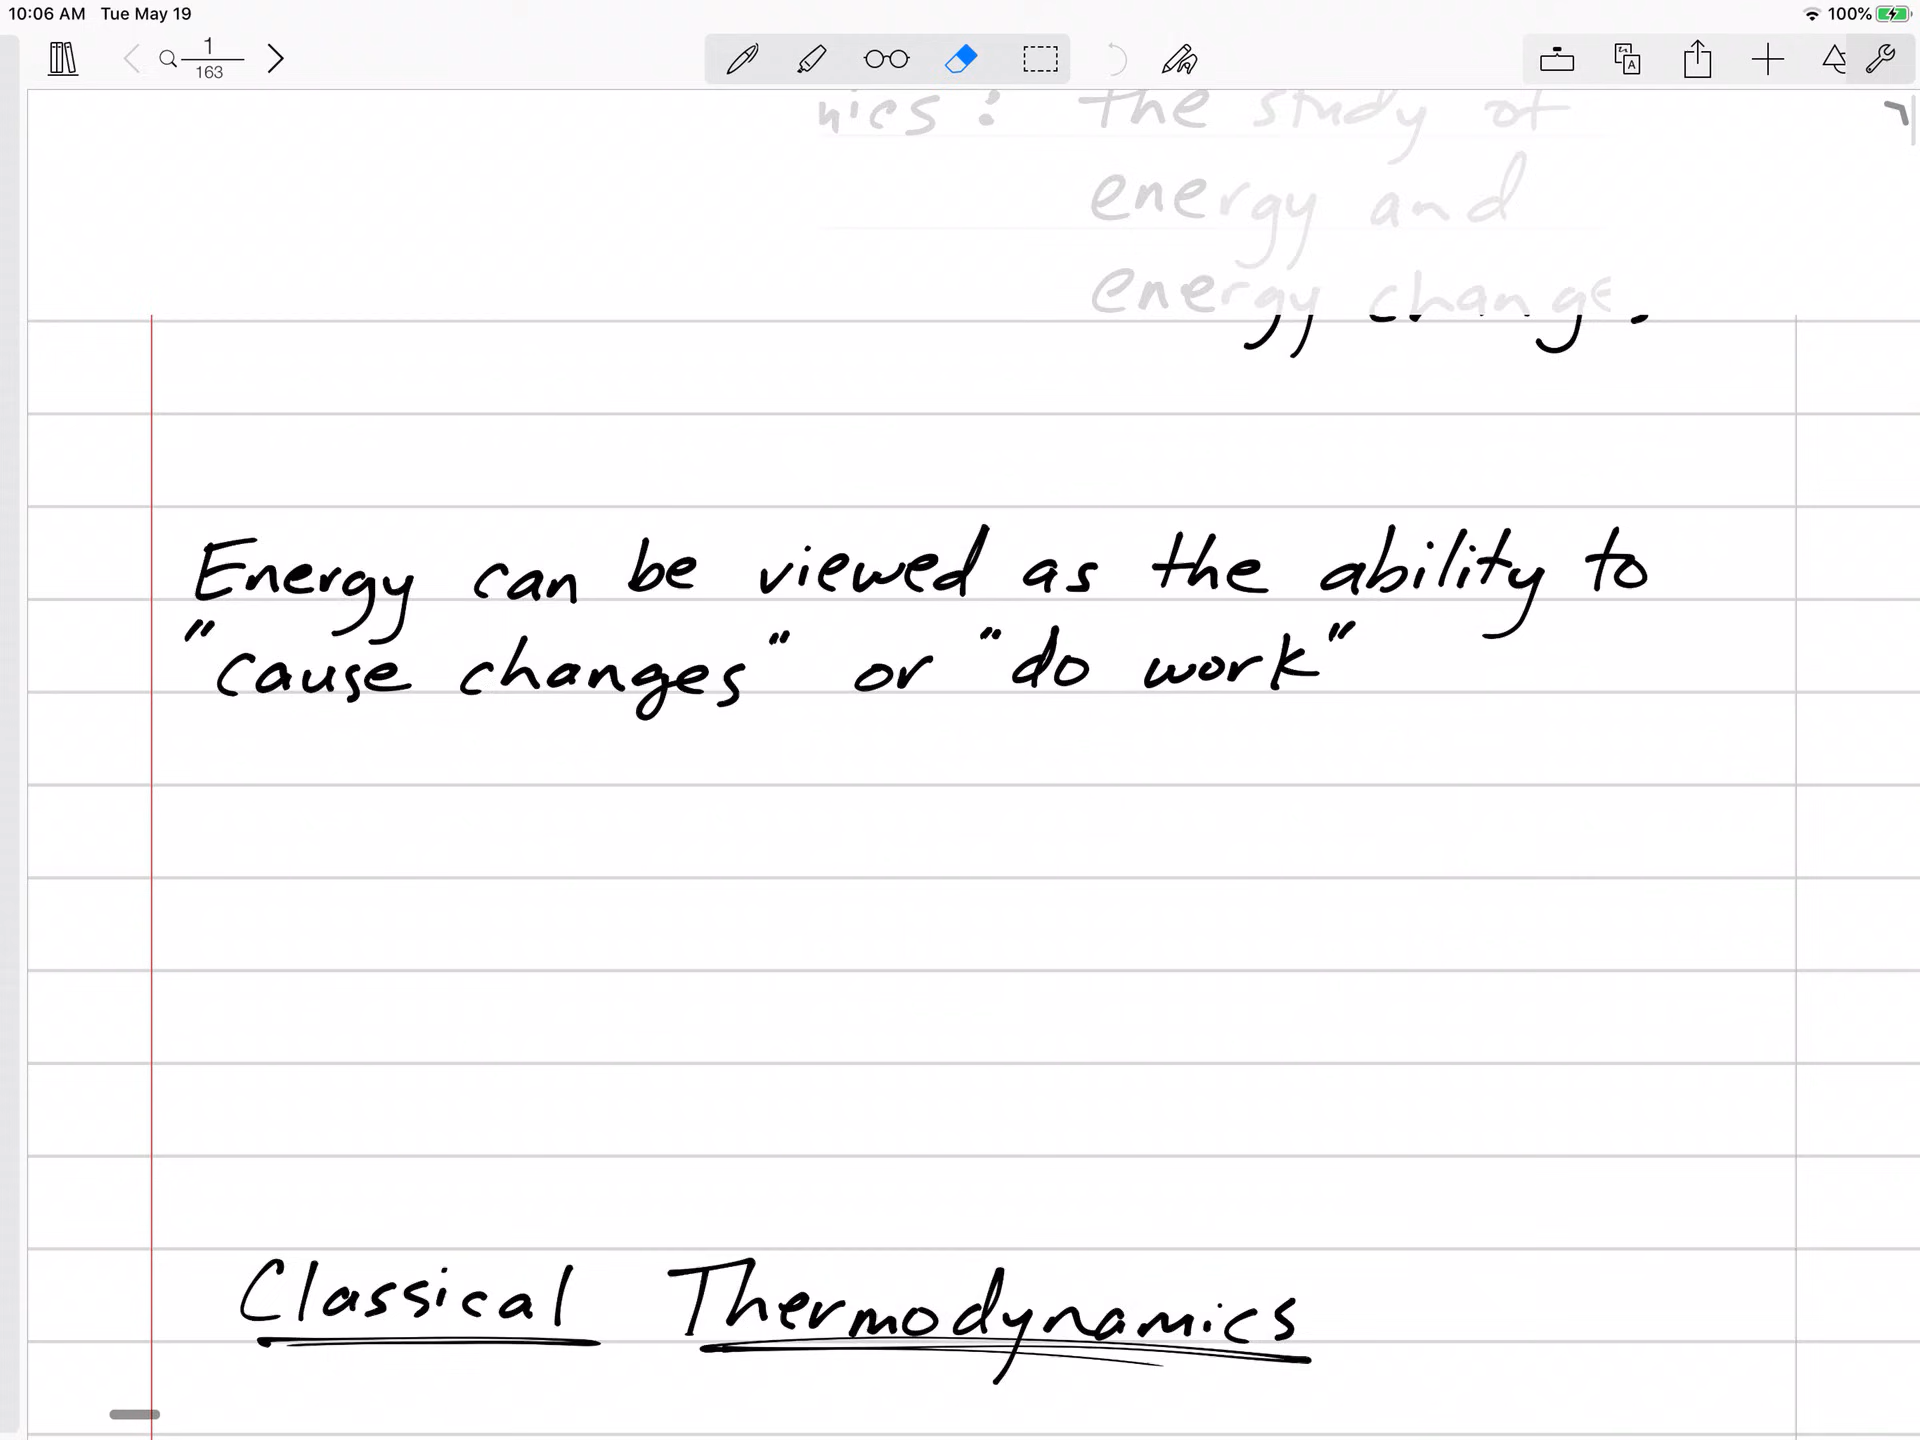 10:06 AM Tue May 19
100%
1
163
nics : the study of
energy and
energy change.
Energy can be viewed as the ability to
"cause changes" or "do work"
Classical Thermodynamics